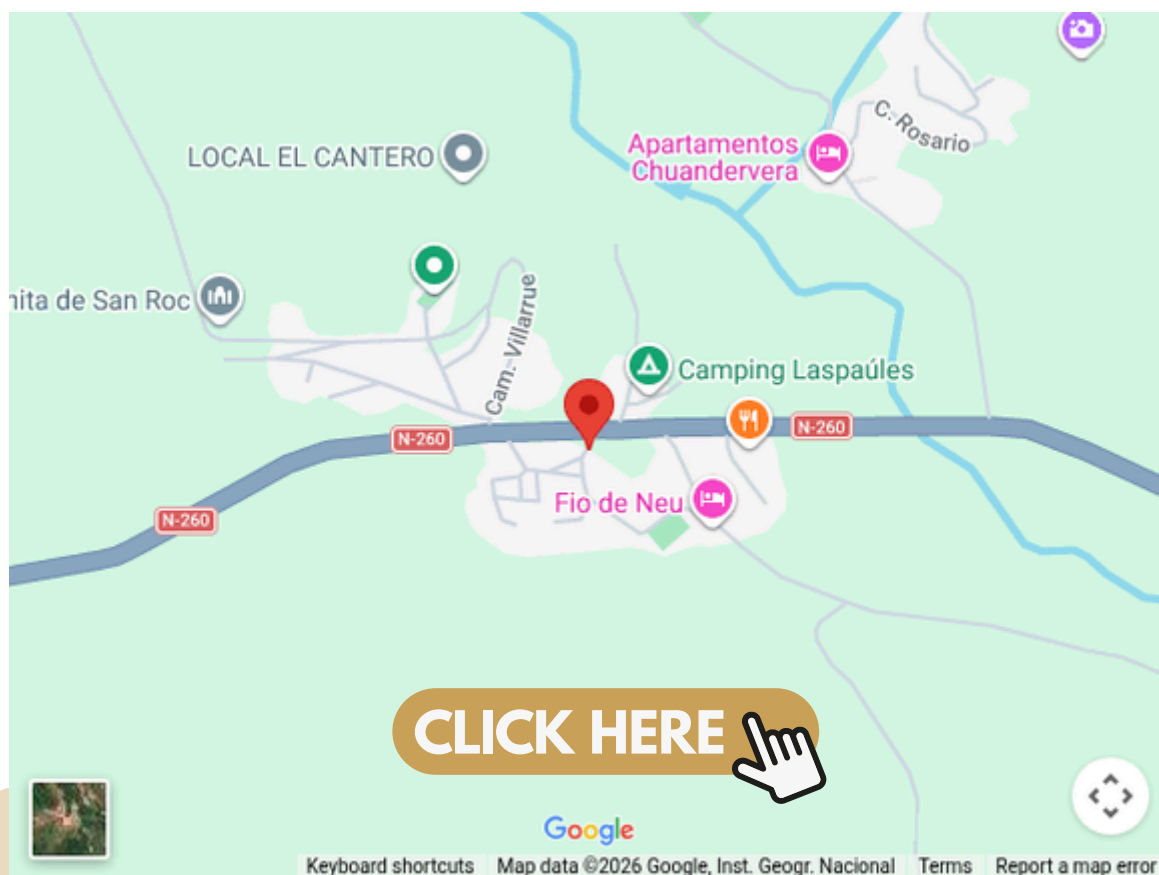 C. Rosario
Apartamentos
Chuandervera
LOCAL EL CANTERO
nita de San Roc
Cam. Villarrue
Camping Laspaúles
N-260
N-260
Fio de Neu
N-260
CLICK HERE
Google
Keyboard shortcuts
Map data ©2026 Google, Inst. Geogr. Nacional
Terms
Report a map error